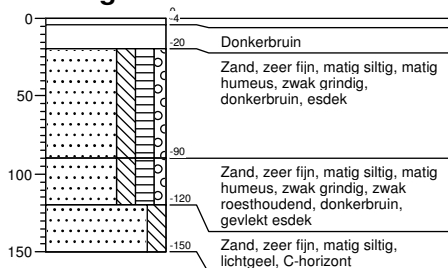 0
-4
-20
Donkerbruin
Zand, zeer fijn, matig siltig, matig
humeus, zwak grindig,
donkerbruin, esdek
50
-90
100
Zand, zeer fijn, matig siltig, matig
humeus, zwak grindig, zwak
roesthoudend, donkerbruin,
gevlekt esdek
-120
Zand, zeer fijn, matig siltig,
lichtgeel, C-horizont
150
-150